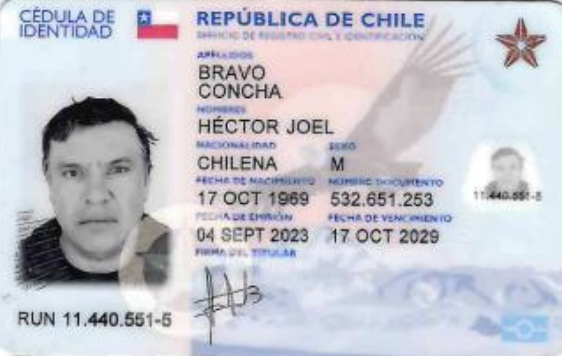 CÉDULA DE
IDENTIDAD
REPÚBLICA DE CHILE
SERVICIO DE REGISTRO CIVIL E IDENTIFICACIÓN
APELLIDOS
BRAVO
CONCHA
NOMBRES
HÉCTOR JOEL
NACIONALIDAD SEXO
CHILENA M
FECHA DE NACIMIENTO NÚMERO DOCUMENTO
17 OCT 1969 532.651.253
FECHA DE EMISIÓN FECHA DE VENCIMIENTO
04 SEPT 2023 17 OCT 2029
FIRMA DEL TITULAR
11.440.551-5
RUN 11.440.551-5